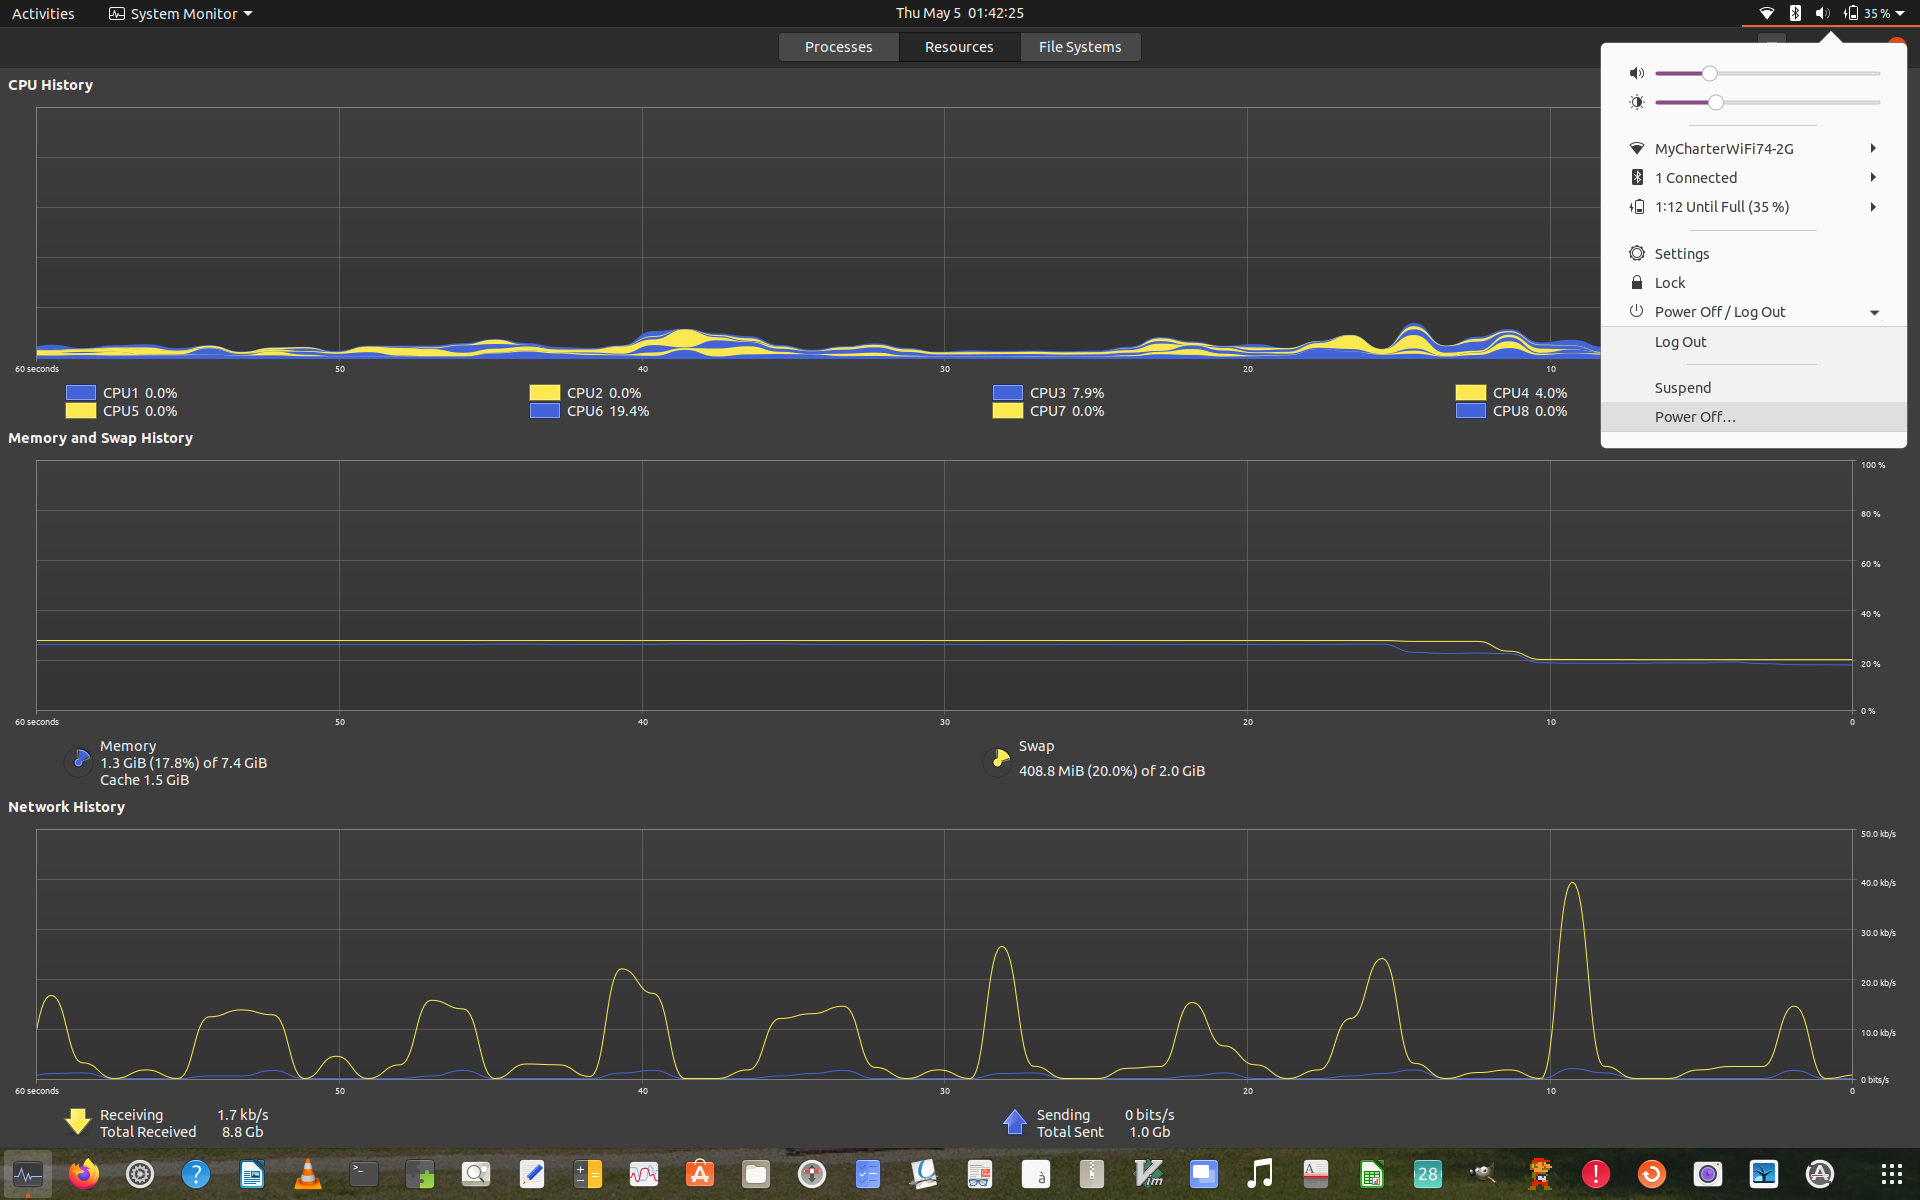 Activities
System Monitor
Thu May 5 01:42:25
35 %
Processes
Resources
File Systems
CPU History
60 seconds
50
40
30
20
10
CPU1 0.0%
CPU2 0.0%
CPU3 7.9%
CPU4 4.0%
CPU5 0.0%
CPU6 19.4%
CPU7 0.0%
CPU8 0.0%
MyCharterWiFi74-2G
1 Connected
1:12 Until Full (35 %)
Settings
Lock
Power Off / Log Out
Log Out
Suspend
Power Off…
Memory and Swap History
100 %
80 %
60 %
40 %
20 %
0 %
60 seconds
50
40
30
20
10
0
Memory
1.3 GiB (17.8%) of 7.4 GiB
Cache 1.5 GiB
Swap
408.8 MiB (20.0%) of 2.0 GiB
Network History
50.0 kb/s
40.0 kb/s
30.0 kb/s
20.0 kb/s
10.0 kb/s
0 bits/s
60 seconds
50
40
30
20
10
0
Receiving 1.7 kb/s
Total Received 8.8 Gb
Sending 0 bits/s
Total Sent 1.0 Gb
?
>_
A
à
Vim
A
28
!
A